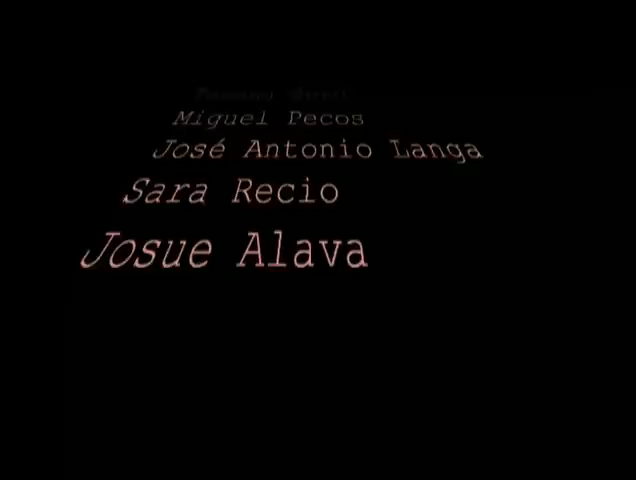 Miguel Pecos
José Antonio Langa
Sara Recio
Josue Alava